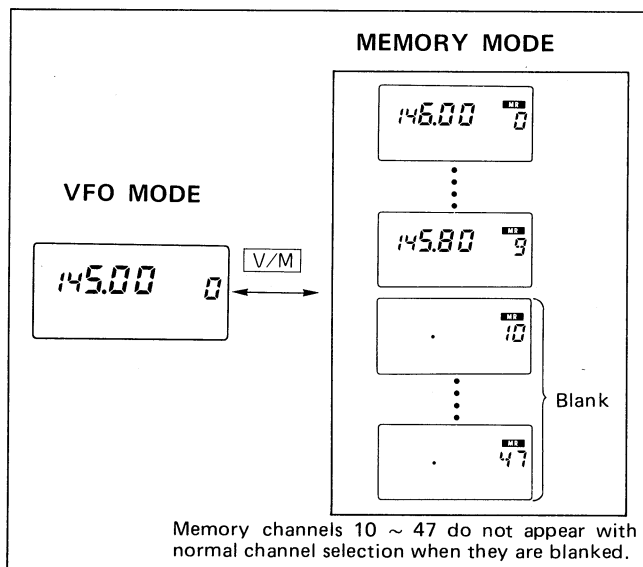 MEMORY MODE
MR
146.00 0
VFO MODE
MR
145.80 9
V/M
145.00 0
MR
. 10
Blank
MR
. 47
Memory channels 10 ~ 47 do not appear with
normal channel selection when they are blanked.